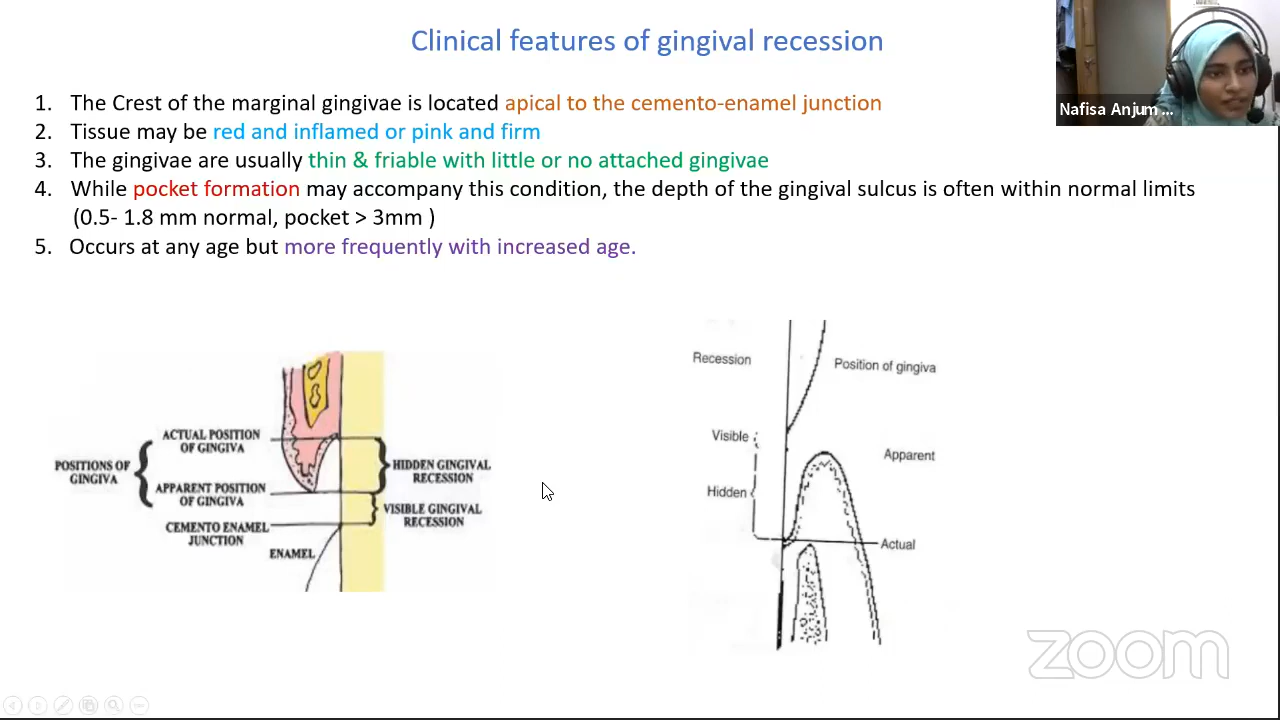 Clinical features of gingival recession
Nafisa Anjum ...
1. The Crest of the marginal gingivae is located apical to the cemento-enamel junction
2. Tissue may be red and inflamed or pink and firm
3. The gingivae are usually thin & friable with little or no attached gingivae
4. While pocket formation may accompany this condition, the depth of the gingival sulcus is often within normal limits
(0.5- 1.8 mm normal, pocket > 3mm )
5. Occurs at any age but more frequently with increased age.
POSITIONS OF
GINGIVA
ACTUAL POSITION
OF GINGIVA
APPARENT POSITION
OF GINGIVA
CEMENTO ENAMEL
JUNCTION
ENAMEL
HIDDEN GINGIVAL
RECESSION
VISIBLE GINGIVAL
RECESSION
Recession
Position of gingiva
Visible
Apparent
Hidden
Actual
zoom